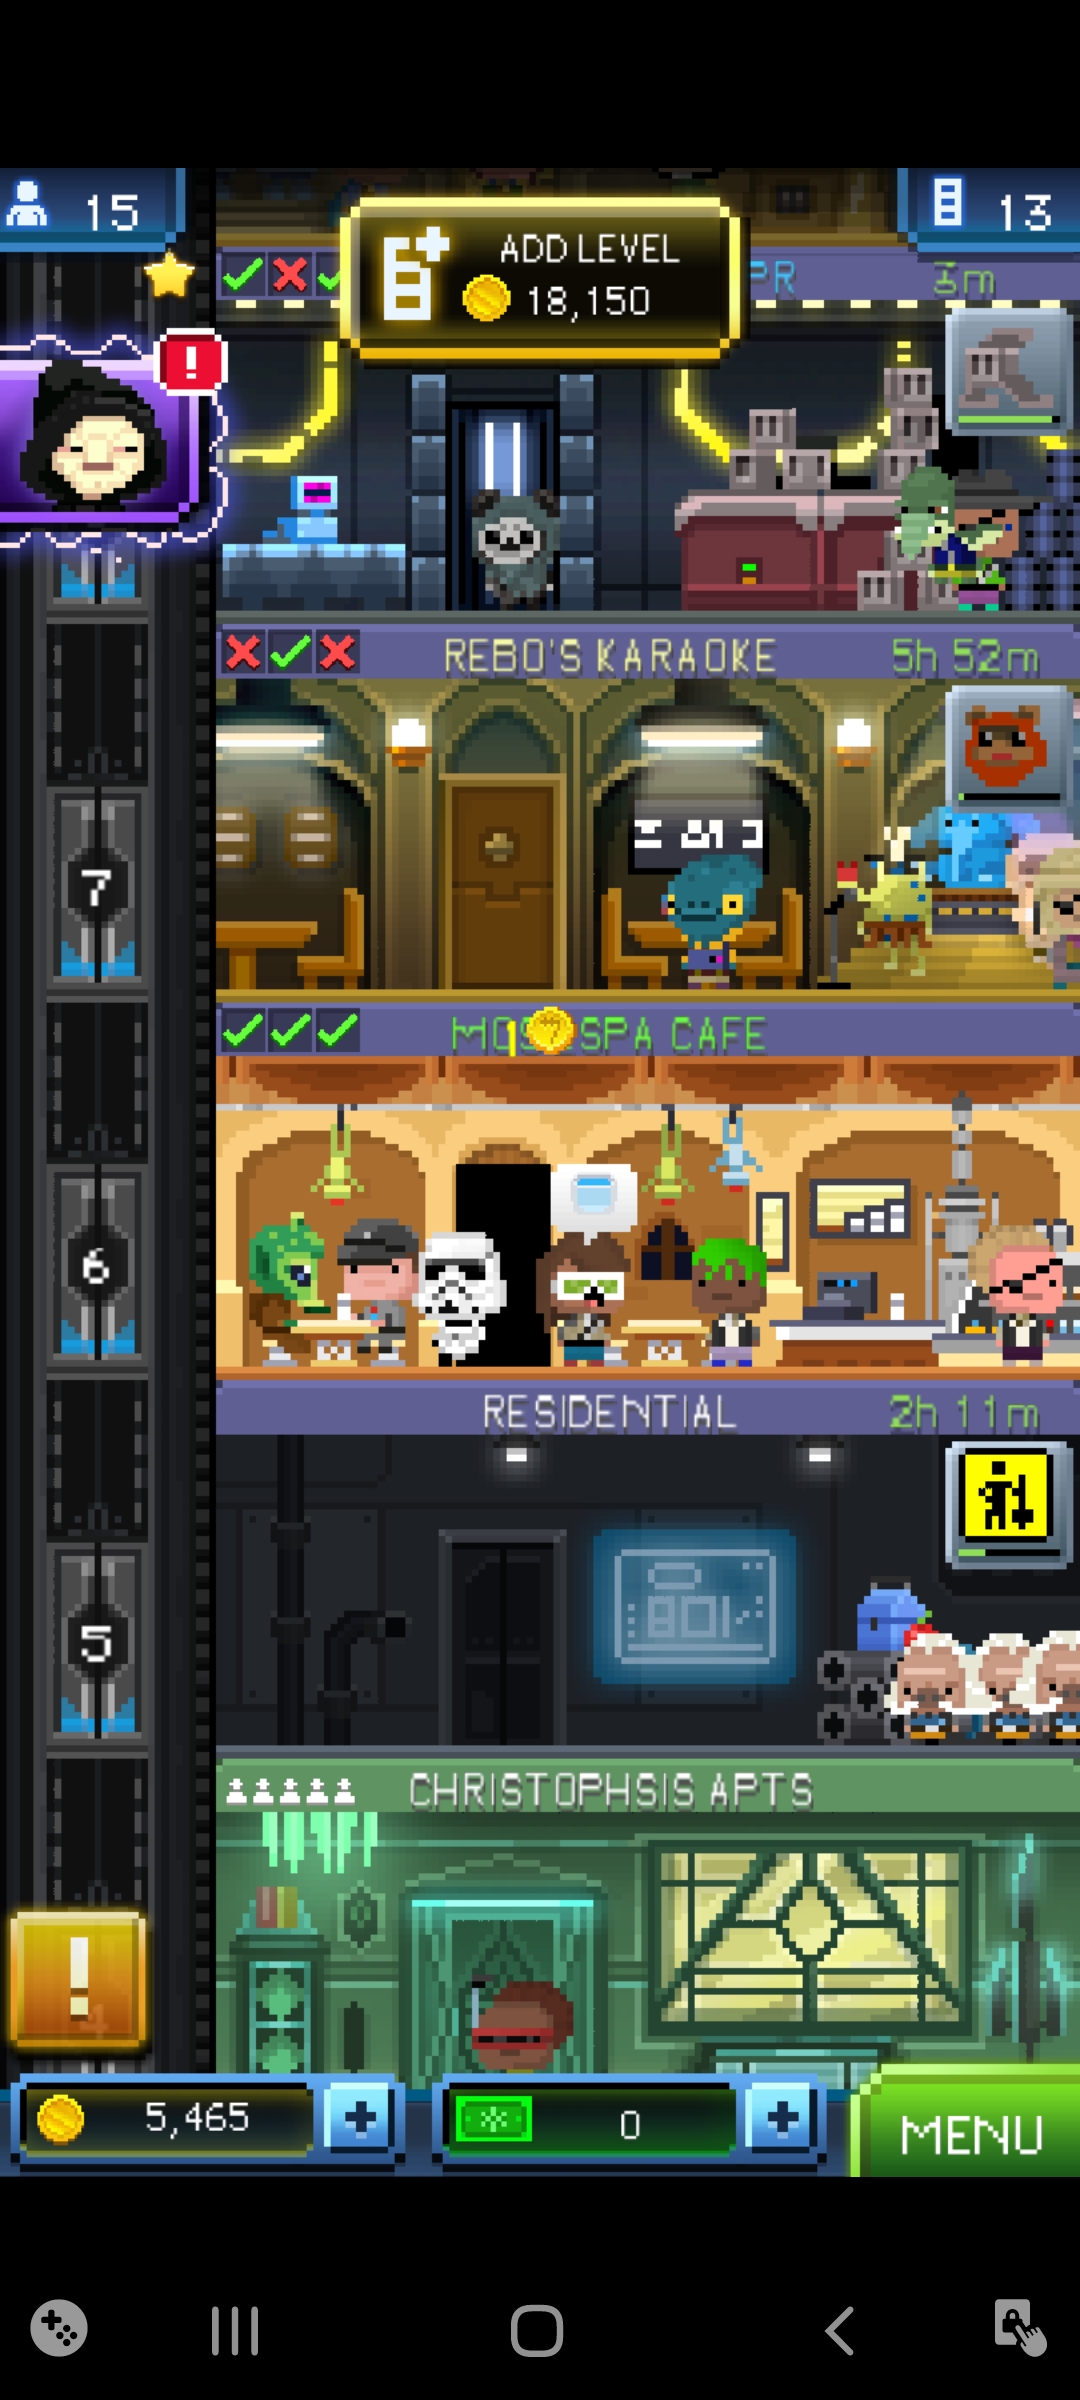 15
13
ADD LEVEL
18,150
PR
3m
!
REBO'S KARAOKE
5h 52m
7
1
SPA CAFE
6
RESIDENTIAL
2h 11m
5
CHRISTOPHSIS APTS
!
5,465
+
0
+
MENU